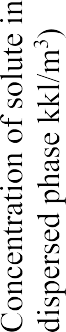 Concentration of solute in
dispersed phase kkl/m³)